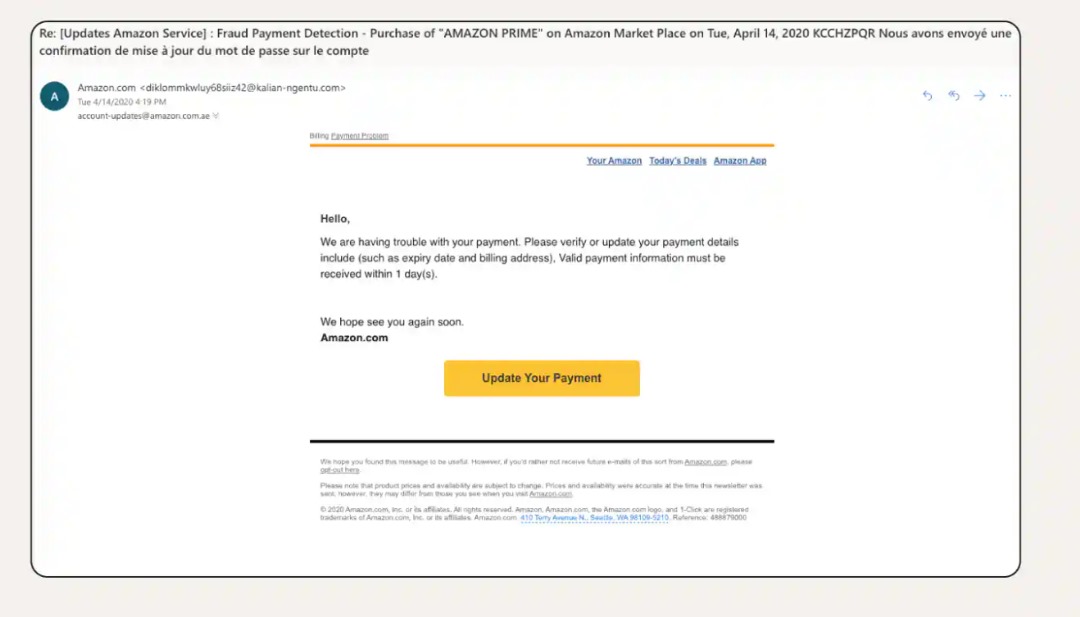 Re: [Updates Amazon Service] : Fraud Payment Detection - Purchase of "AMAZON PRIME" on Amazon Market Place on Tue, April 14, 2020 KCCHZPQR Nous avons envoyé une
confirmation de mise à jour du mot de passe sur le compte
A
Amazon.com <diklommkwluy68siiz42@kalian-ngentu.com>
Tue 4/14/2020 4:19 PM
account-updates@amazon.com.ae
Billing Payment Problem
Your Amazon Today's Deals Amazon App
Hello,
We are having trouble with your payment. Please verify or update your payment details
include (such as expiry date and billing address), Valid payment information must be
received within 1 day(s).
We hope see you again soon.
Amazon.com
Update Your Payment
We hope you found this message to be useful. However, if you'd rather not receive future e-mails of this sort from Amazon.com, please
opt-out here.
Please note that product prices and availability are subject to change. Prices and availability were accurate at the time this newsletter was
sent; however, they may differ from those you see when you visit Amazon.com.
© 2020 Amazon.com, Inc. or its affiliates. All rights reserved. Amazon, Amazon.com, the Amazon.com logo, and 1-Click are registered
trademarks of Amazon.com, Inc. or its affiliates. Amazon.com, 410 Terry Avenue N., Seattle, WA 98109-5210. Reference: 488879000